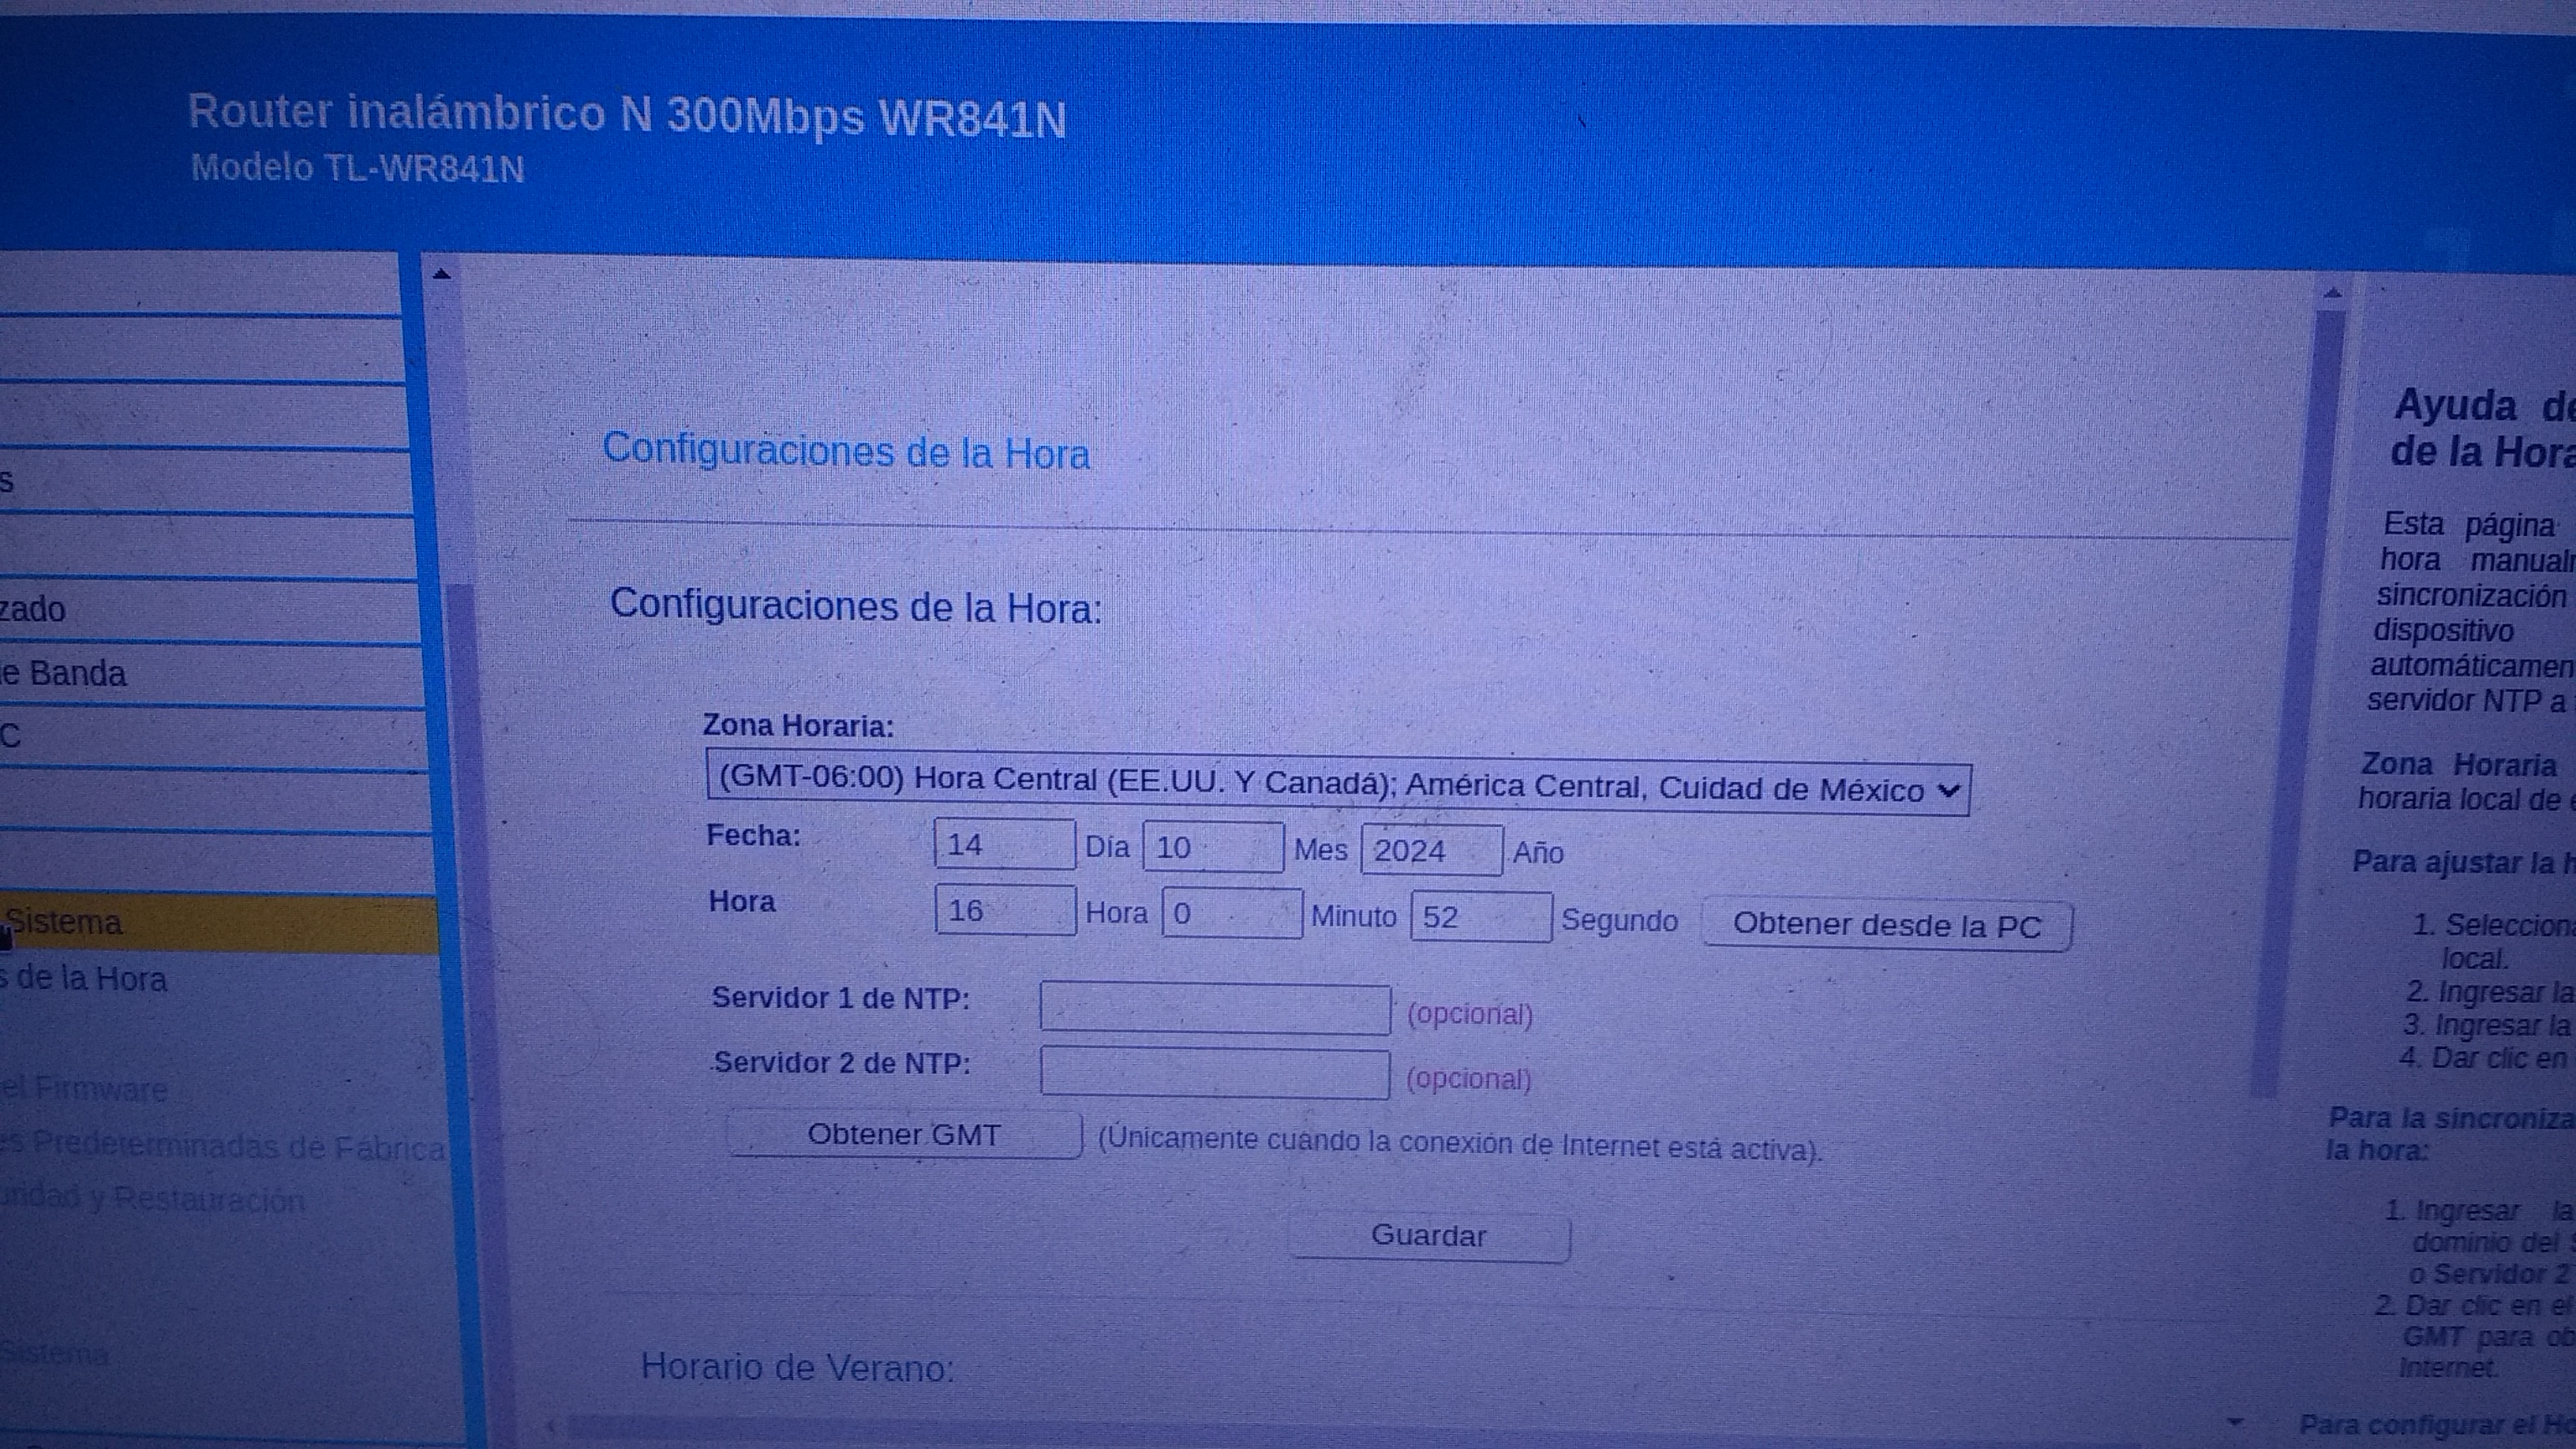 Router inalámbrico N 300Mbps WR841N
Modelo TL-WR841N
s
zado
e Banda
C
Sistema
s de la Hora
el Firmware
es Predeterminadas de Fábrica
uridad y Restauración
Sistema
Configuraciones de la Hora
Configuraciones de la Hora:
Zona Horaria:
(GMT-06:00) Hora Central (EE.UU. Y Canadá); América Central, Cuidad de México
Fecha: 14 Día 10 Mes 2024 Año
Hora 16 Hora 0 Minuto 52 Segundo Obtener desde la PC
Servidor 1 de NTP: (opcional)
Servidor 2 de NTP: (opcional)
Obtener GMT (Únicamente cuando la conexión de Internet está activa).
Guardar
Horario de Verano:
Ayuda de
de la Hora
Esta página
hora manualm
sincronización
dispositivo
automáticamen
servidor NTP a
Zona Horaria
horaria local de e
Para ajustar la h
1. Selecciona
local.
2. Ingresar la
3. Ingresar la
4. Dar clic en
Para la sincroniza
la hora:
1. Ingresar la
dominio del S
o Servidor 2
2. Dar clic en el
GMT para ob
Internet.
Para configurar el Ho